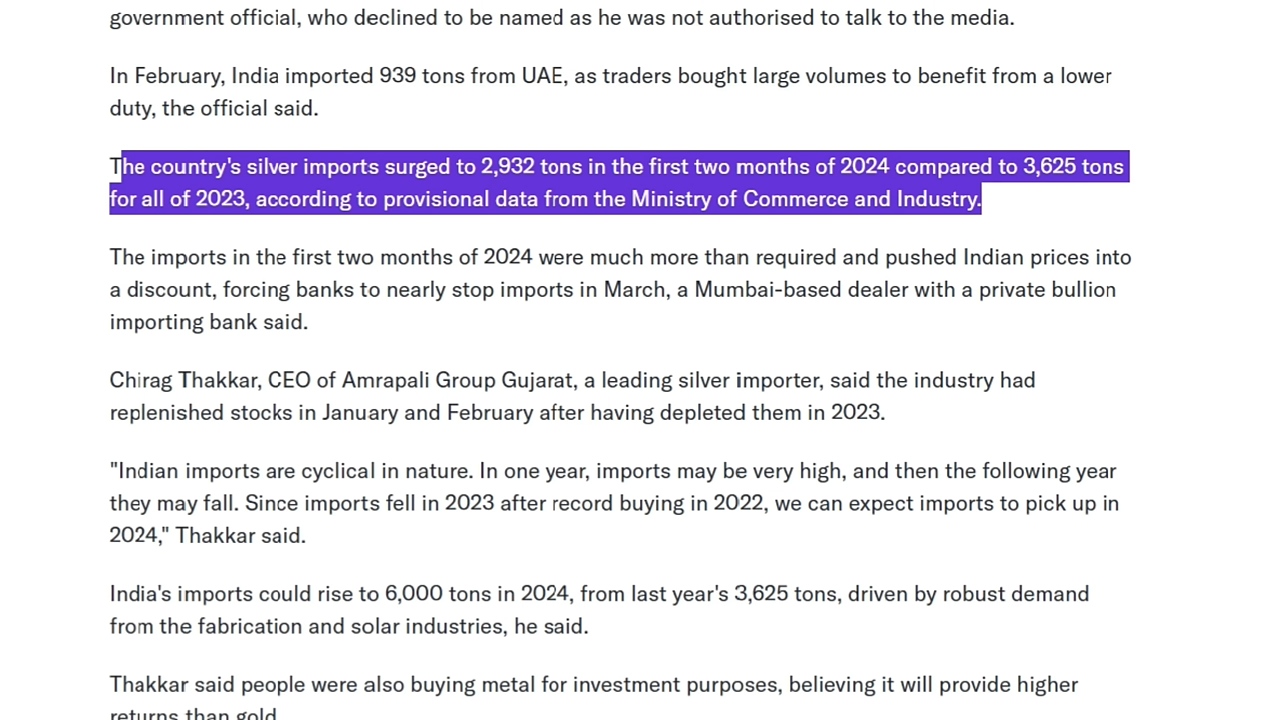 government official, who declined to be named as he was not authorised to talk to the media.
In February, India imported 939 tons from UAE, as traders bought large volumes to benefit from a lower
duty, the official said.
The country's silver imports surged to 2,932 tons in the first two months of 2024 compared to 3,625 tons
for all of 2023, according to provisional data from the Ministry of Commerce and Industry.
The imports in the first two months of 2024 were much more than required and pushed Indian prices into
a discount, forcing banks to nearly stop imports in March, a Mumbai-based dealer with a private bullion
importing bank said.
Chirag Thakkar, CEO of Amrapali Group Gujarat, a leading silver importer, said the industry had
replenished stocks in January and February after having depleted them in 2023.
"Indian imports are cyclical in nature. In one year, imports may be very high, and then the following year
they may fall. Since imports fell in 2023 after record buying in 2022, we can expect imports to pick up in
2024," Thakkar said.
India's imports could rise to 6,000 tons in 2024, from last year's 3,625 tons, driven by robust demand
from the fabrication and solar industries, he said.
Thakkar said people were also buying metal for investment purposes, believing it will provide higher
returns than gold.